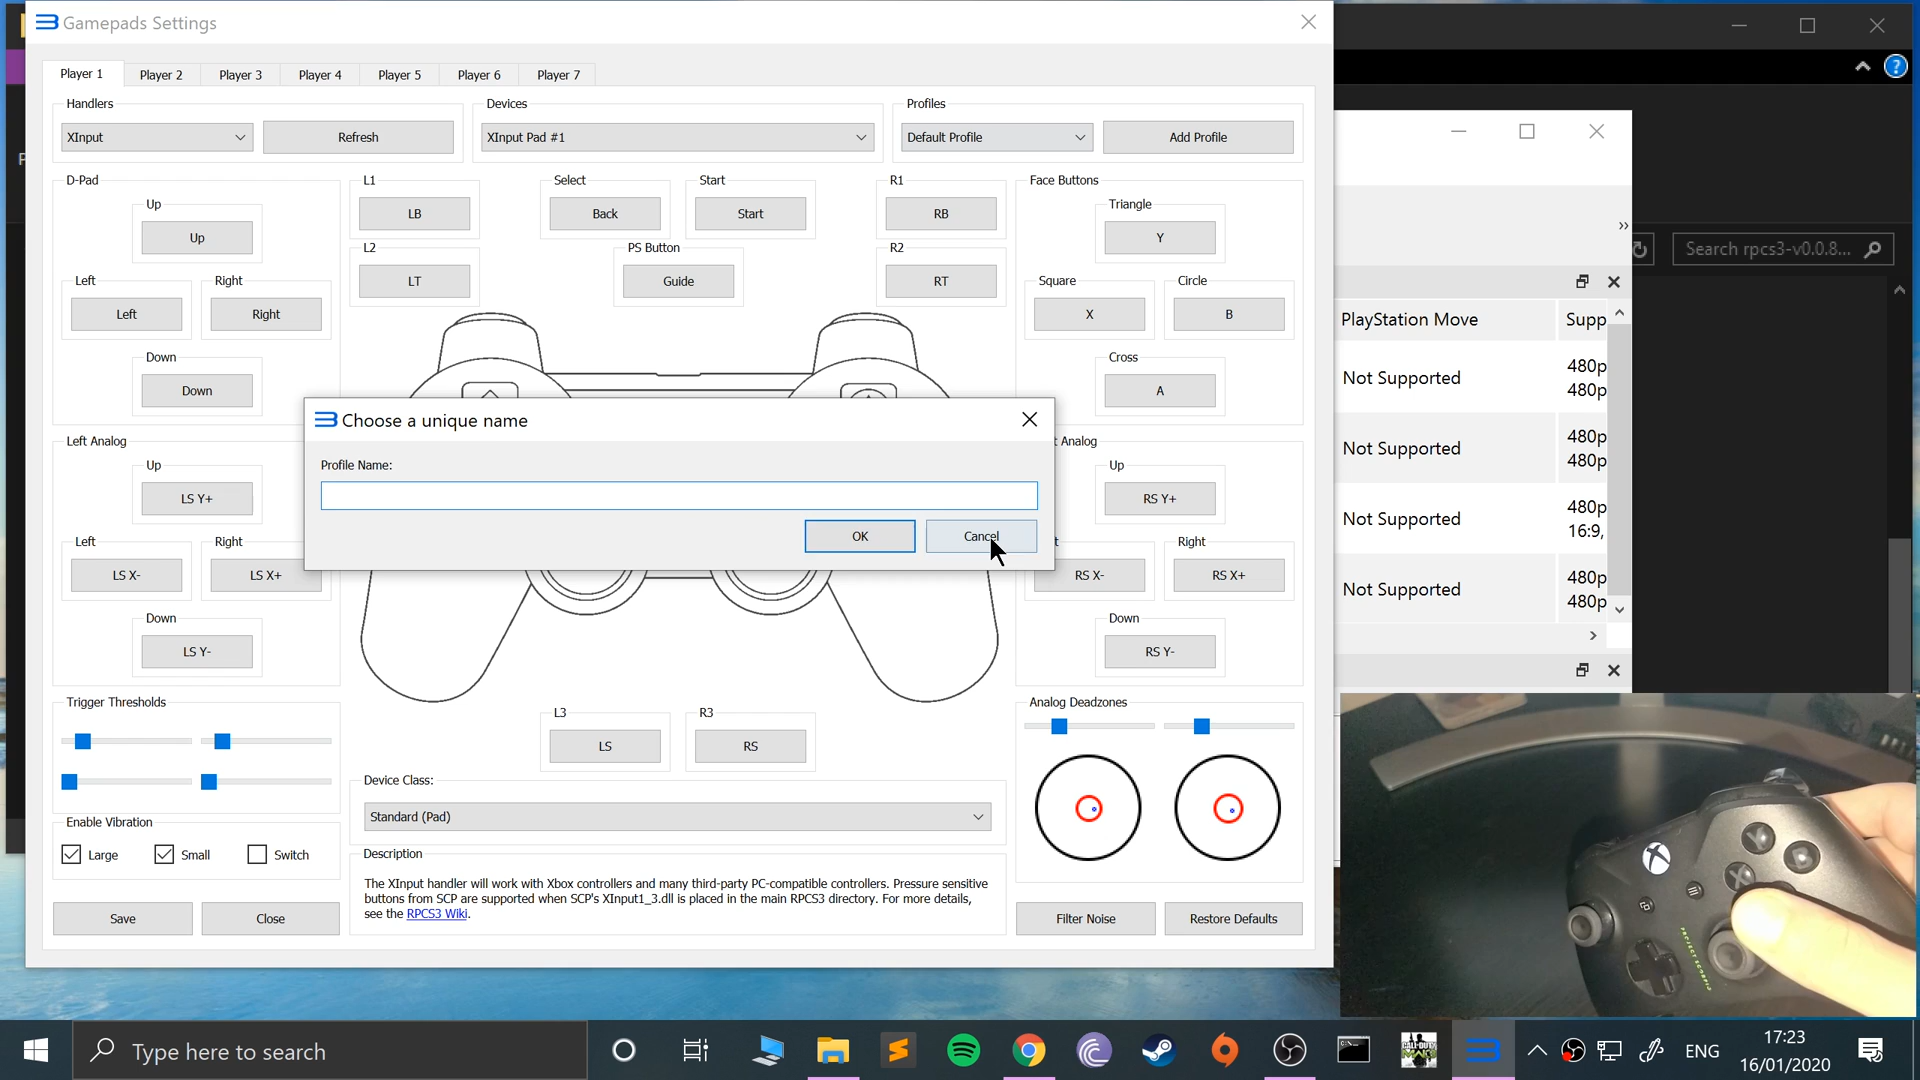 Gamepads Settings
Player 1 Player 2 Player 3 Player 4 Player 5 Player 6 Player 7
Handlers Devices Profiles
XInput Refresh XInput Pad #1 Default Profile Add Profile
D-Pad L1 Select Start R1 Face Buttons
Up Triangle
LB Back Start RB
Up Y
L2 PS Button R2
Left Right LT Guide RT Square Circle
Left Right X B
Down Cross
Down A
Choose a unique name
Profile Name:
OK Cancel
Left Analog Analog
Up Up
LS Y+ RS Y+
Left Right Right
LS X- LS X+ RS X- RS X+
Down Down
LS Y- RS Y-
Trigger Thresholds L3 R3 Analog Deadzones
LS RS
Device Class:
Standard (Pad)
Enable Vibration
Large Small Switch
Description
The XInput handler will work with Xbox controllers and many third-party PC-compatible controllers. Pressure sensitive
buttons from SCP are supported when SCP's XInput1_3.dll is placed in the main RPCS3 directory. For more details,
see the RPCS3 Wiki.
Save Close Filter Noise Restore Defaults
Search rpcs3-v0.0.8...
PlayStation Move Supp
Not Supported 480p
480p
Not Supported 480p
480p
Not Supported 480p
16:9,
Not Supported 480p
480p
Y
B
X
PROJECT SCORPIO
Type here to search
CALL OF DUTY
MW3
ENG
17:23
16/01/2020